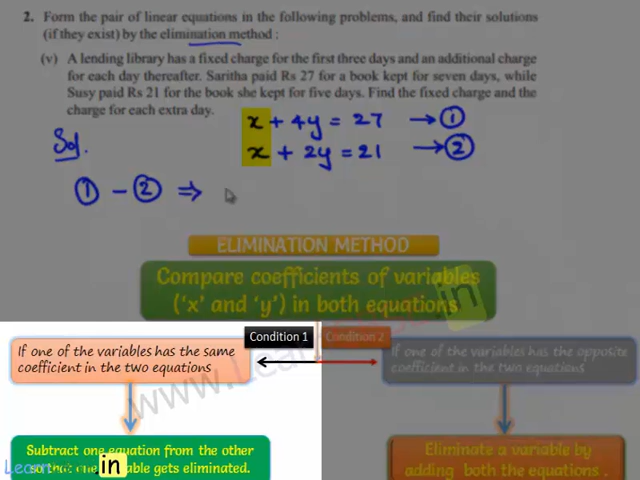 2. Form the pair of linear equations in the following problems, and find their solutions
(if they exist) by the elimination method :
(v) A lending library has a fixed charge for the first three days and an additional charge
for each day thereafter. Saritha paid Rs 27 for a book kept for seven days, while
Susy paid Rs 21 for the book she kept for five days. Find the fixed charge and the
charge for each extra day.
x + 4y = 27 → ①
Sol.
x + 2y = 21 → ②
① − ② ⇒
ELIMINATION METHOD
Compare coefficients of variables
('x' and 'y') in both equations
Condition 1
Condition 2
If one of the variables has the same
coefficient in the two equations
If one of the variables has the opposite
coefficient in the two equations
Subtract one equation from the other
so that one variable gets eliminated.
Eliminate a variable by
adding both the equations.
Learn
in